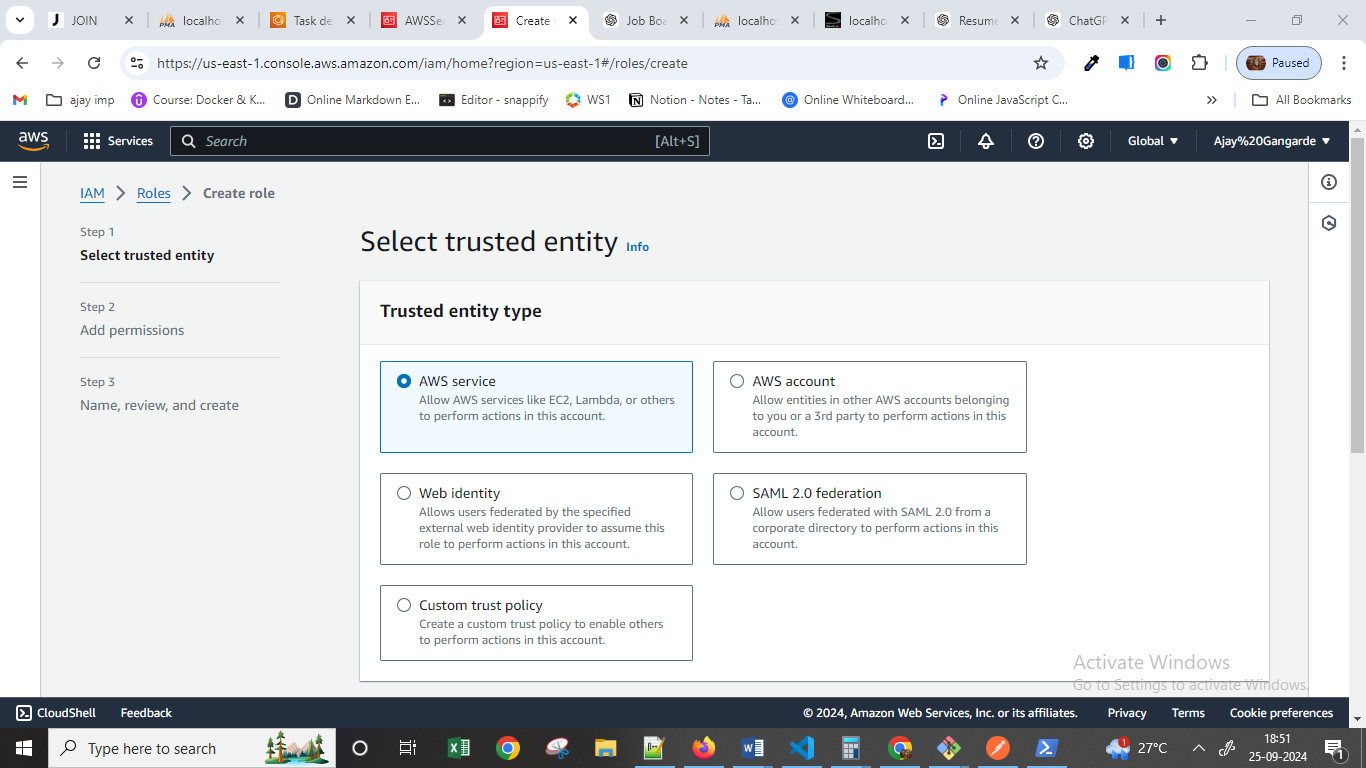 JOIN
localho
Task de
AWSSe
Create
Job Boa
localho
localho
Resume
ChatGP
https://us-east-1.console.aws.amazon.com/iam/home?region=us-east-1#/roles/create
Paused
ajay imp
Course: Docker & K...
Online Markdown E...
Editor - snappify
WS1
Notion - Notes - Ta...
Online Whiteboard...
Online JavaScript C...
All Bookmarks
aws
Services
Search
[Alt+S]
Global
Ajay%20Gangarde
IAM
Roles
Create role
Step 1
Select trusted entity
Step 2
Add permissions
Step 3
Name, review, and create
Select trusted entity Info
Trusted entity type
AWS service
Allow AWS services like EC2, Lambda, or others
to perform actions in this account.
AWS account
Allow entities in other AWS accounts belonging
to you or a 3rd party to perform actions in this
account.
Web identity
Allows users federated by the specified
external web identity provider to assume this
role to perform actions in this account.
SAML 2.0 federation
Allow users federated with SAML 2.0 from a
corporate directory to perform actions in this
account.
Custom trust policy
Create a custom trust policy to enable others
to perform actions in this account.
Activate Windows
Go to Settings to activate Windows.
CloudShell
Feedback
© 2024, Amazon Web Services, Inc. or its affiliates.
Privacy
Terms
Cookie preferences
Type here to search
27°C
18:51
25-09-2024